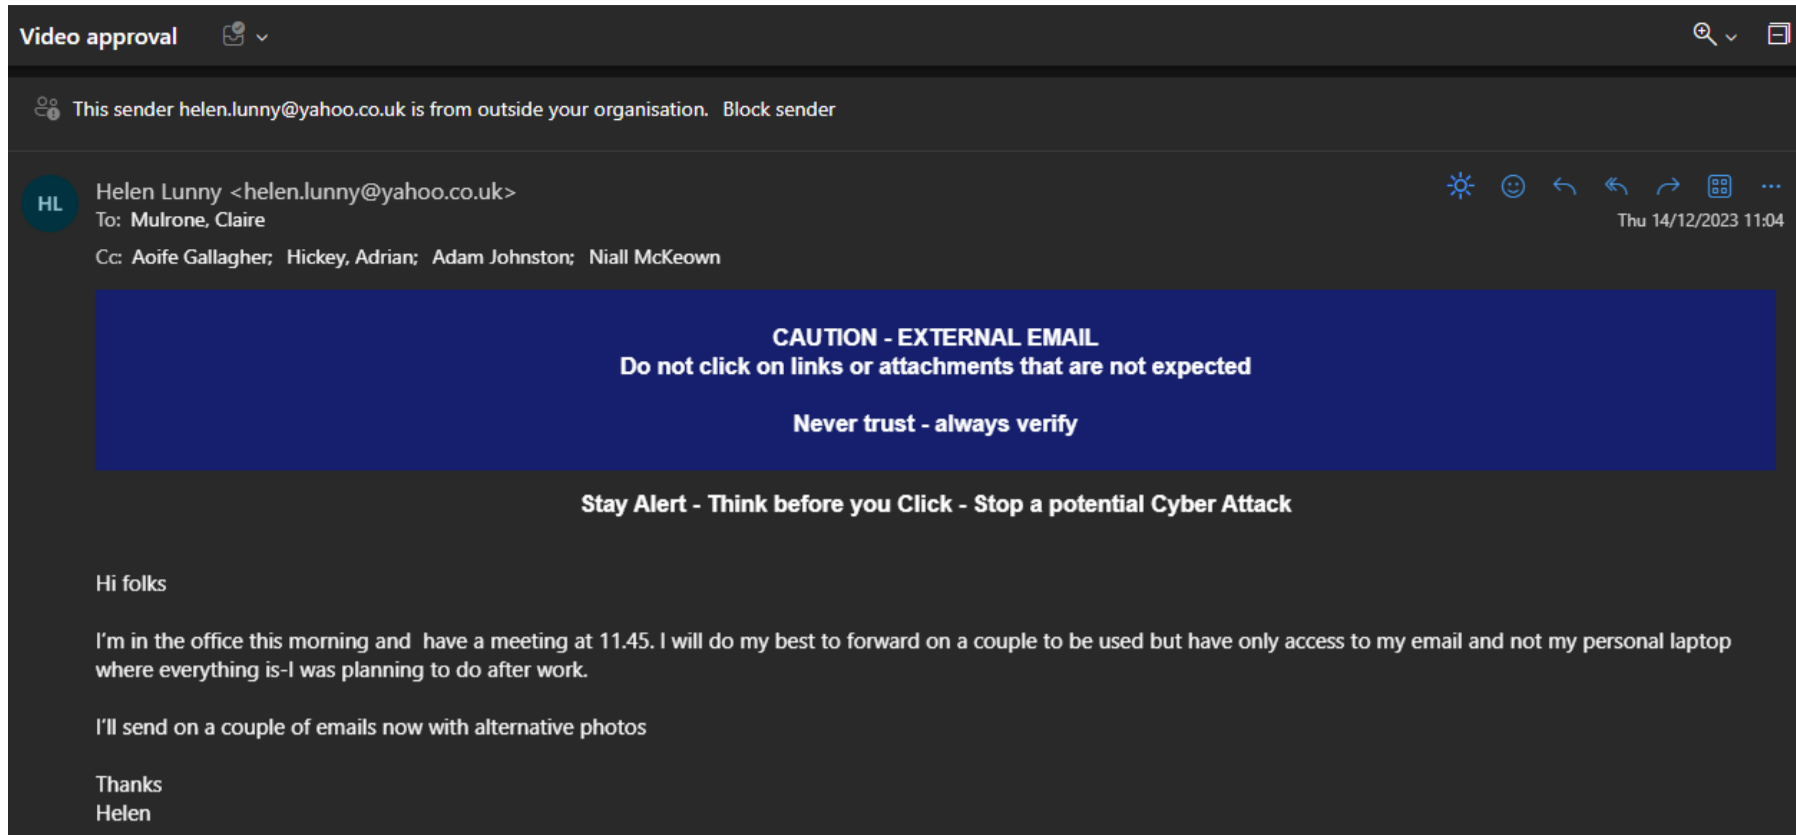 Video approval
This sender helen.lunny@yahoo.co.uk is from outside your organisation. Block sender
HL
Helen Lunny <helen.lunny@yahoo.co.uk>
To: Mulrone, Claire
Thu 14/12/2023 11:04
Cc: Aoife Gallagher; Hickey, Adrian; Adam Johnston; Niall McKeown
CAUTION - EXTERNAL EMAIL
Do not click on links or attachments that are not expected
Never trust - always verify
Stay Alert - Think before you Click - Stop a potential Cyber Attack
Hi folks
I'm in the office this morning and  have a meeting at 11.45. I will do my best to forward on a couple to be used but have only access to my email and not my personal laptop
where everything is-I was planning to do after work.
I'll send on a couple of emails now with alternative photos
Thanks
Helen